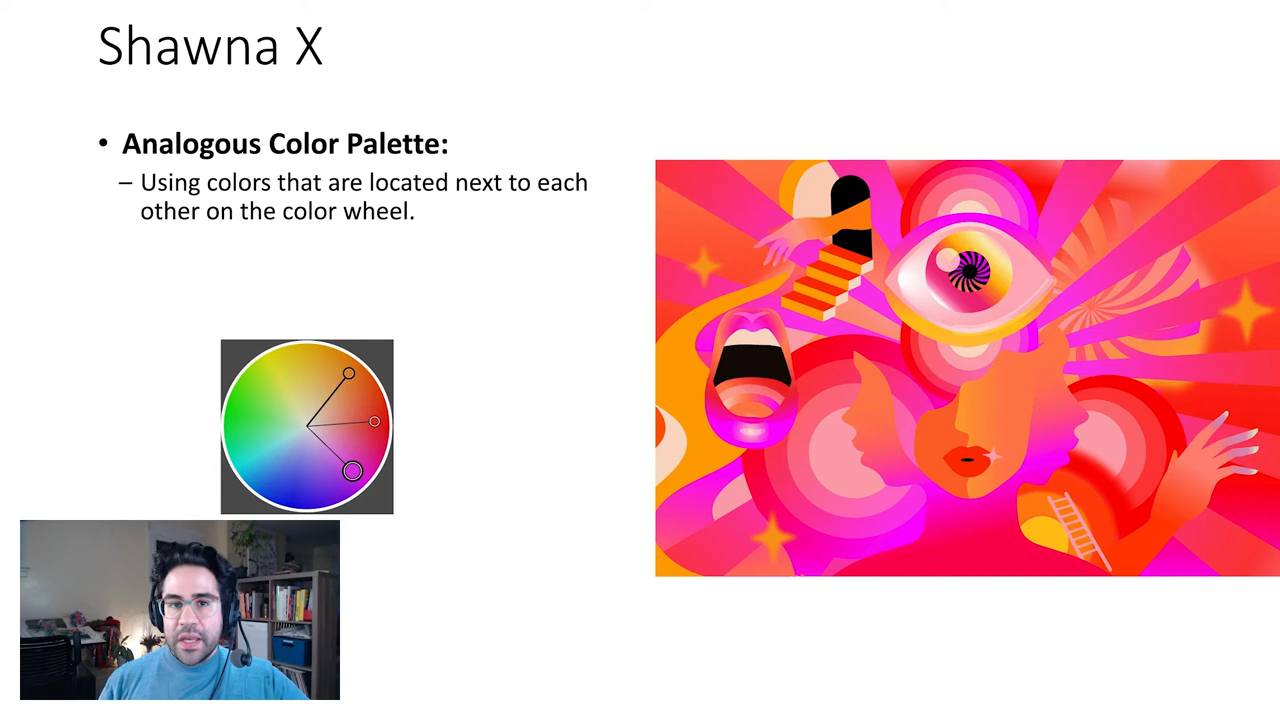 Shawna X
• Analogous Color Palette:
– Using colors that are located next to each
other on the color wheel.